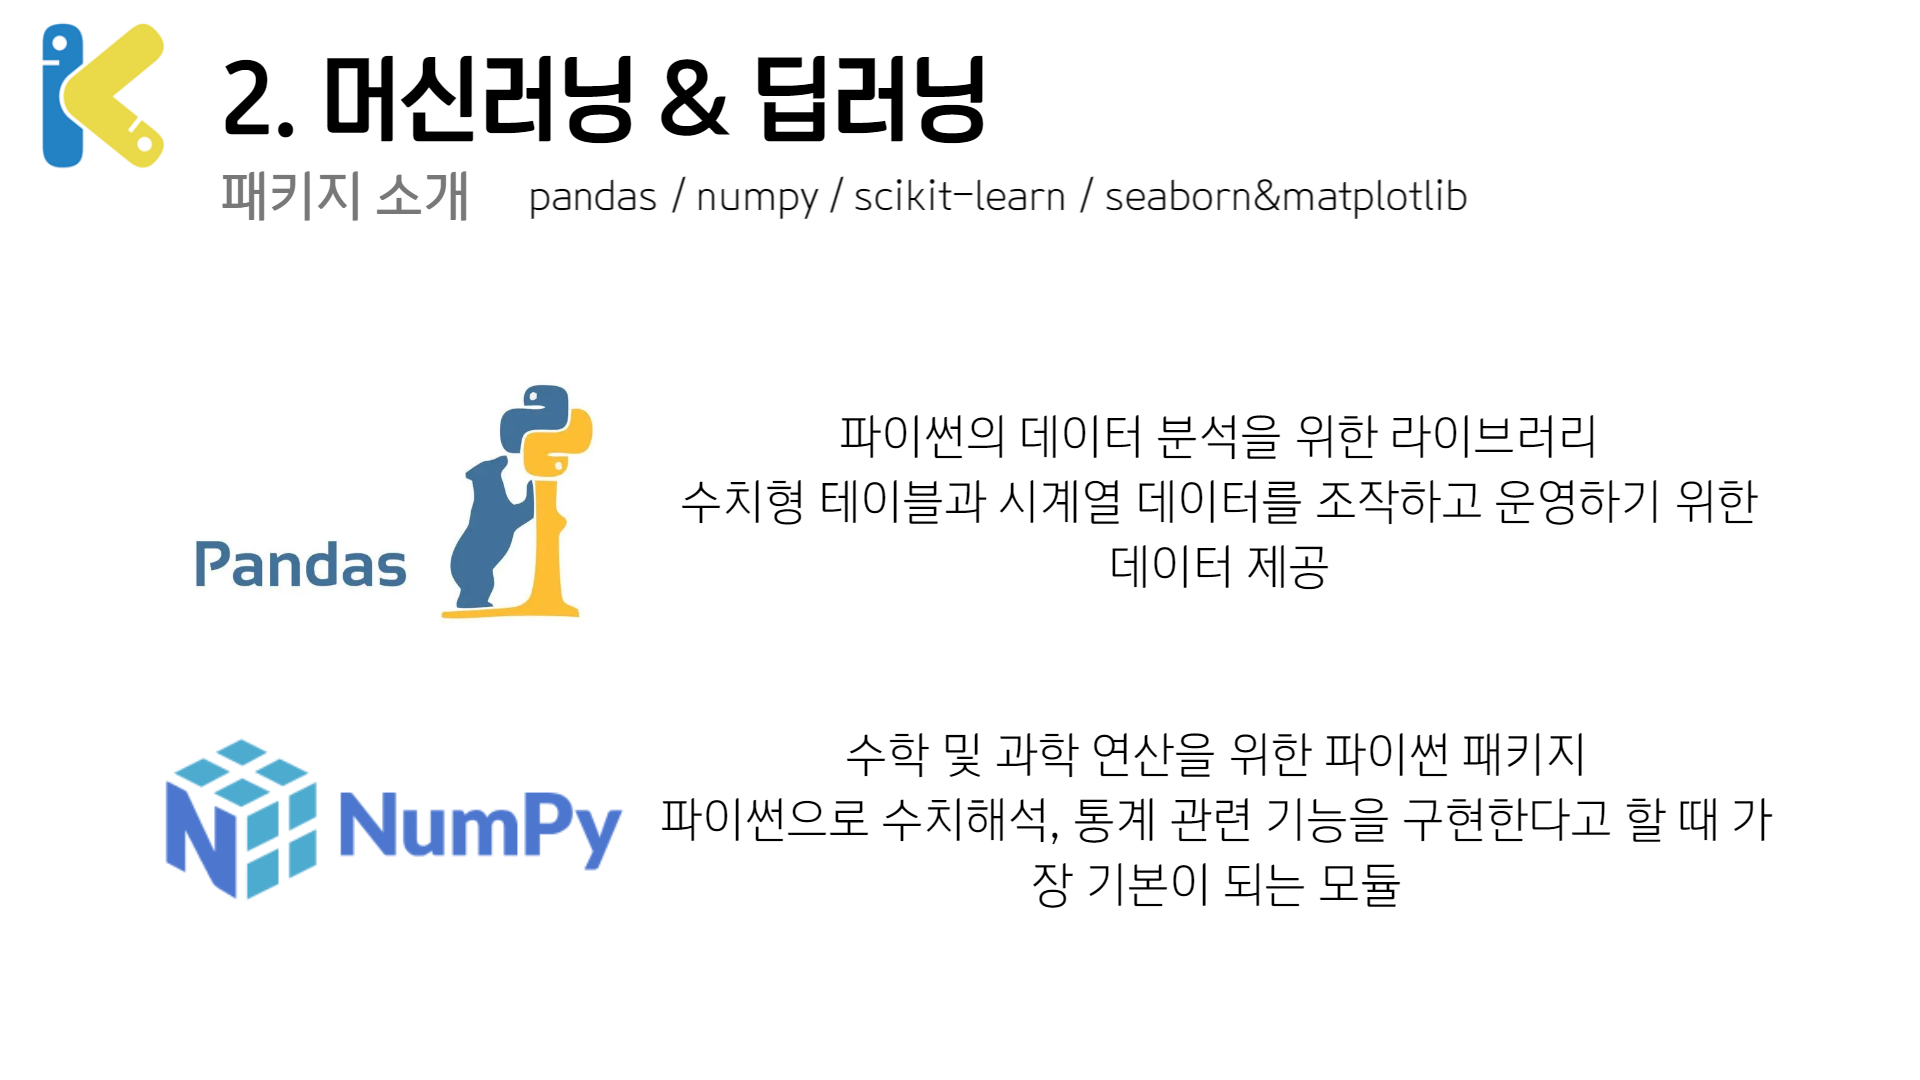 2. 머신러닝 & 딥러닝
패키지 소개 pandas / numpy / scikit-learn / seaborn&matplotlib
파이썬의 데이터 분석을 위한 라이브러리
수치형 테이블과 시계열 데이터를 조작하고 운영하기 위한
데이터 제공
Pandas
수학 및 과학 연산을 위한 파이썬 패키지
NumPy
파이썬으로 수치해석, 통계 관련 기능을 구현한다고 할 때 가
장 기본이 되는 모듈